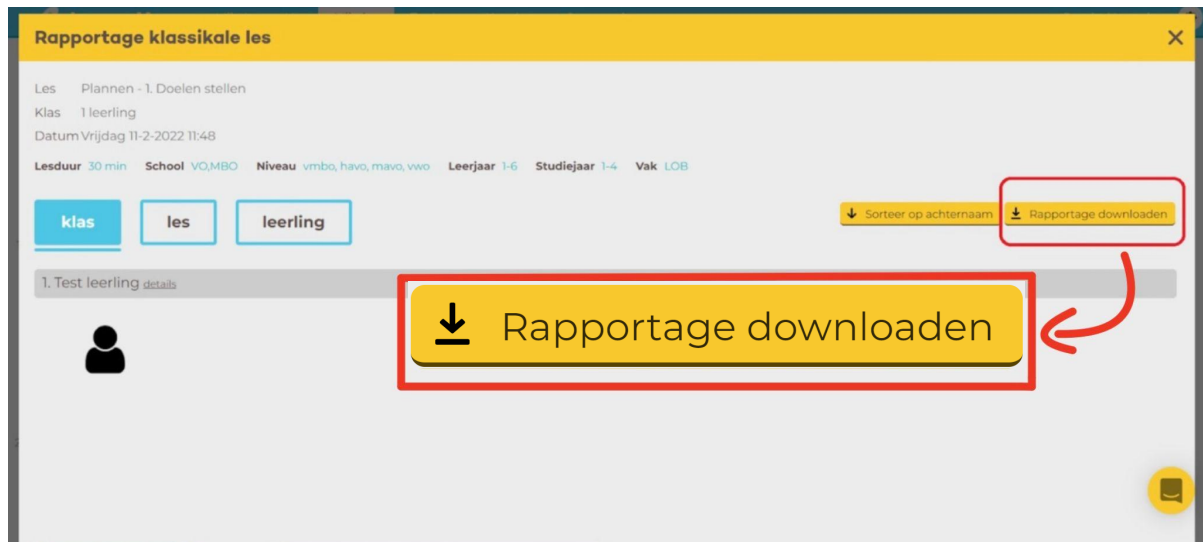 Rapportage klassikale les
Les Plannen - 1. Doelen stellen
Klas 1 leerling
Datum Vrijdag 11-2-2022 11:48
Lesduur 30 min School VO,MBO Niveau vmbo, havo, mavo, vwo Leerjaar 1-6 Studiejaar 1-4 Vak LOB
klas les leerling Sorteer op achternaam Rapportage downloaden
1. Test leerling details
Rapportage downloaden